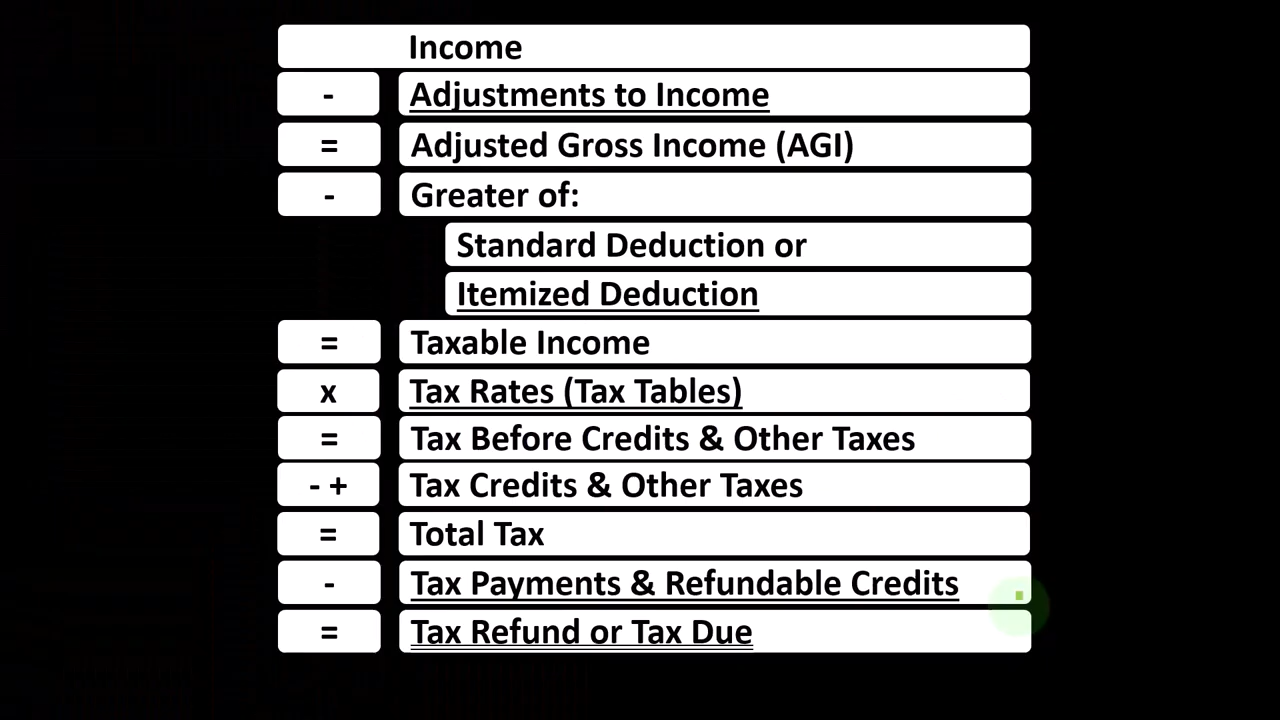 Income
- Adjustments to Income
= Adjusted Gross Income (AGI)
- Greater of:
Standard Deduction or
Itemized Deduction
= Taxable Income
x Tax Rates (Tax Tables)
= Tax Before Credits & Other Taxes
- + Tax Credits & Other Taxes
= Total Tax
- Tax Payments & Refundable Credits
= Tax Refund or Tax Due